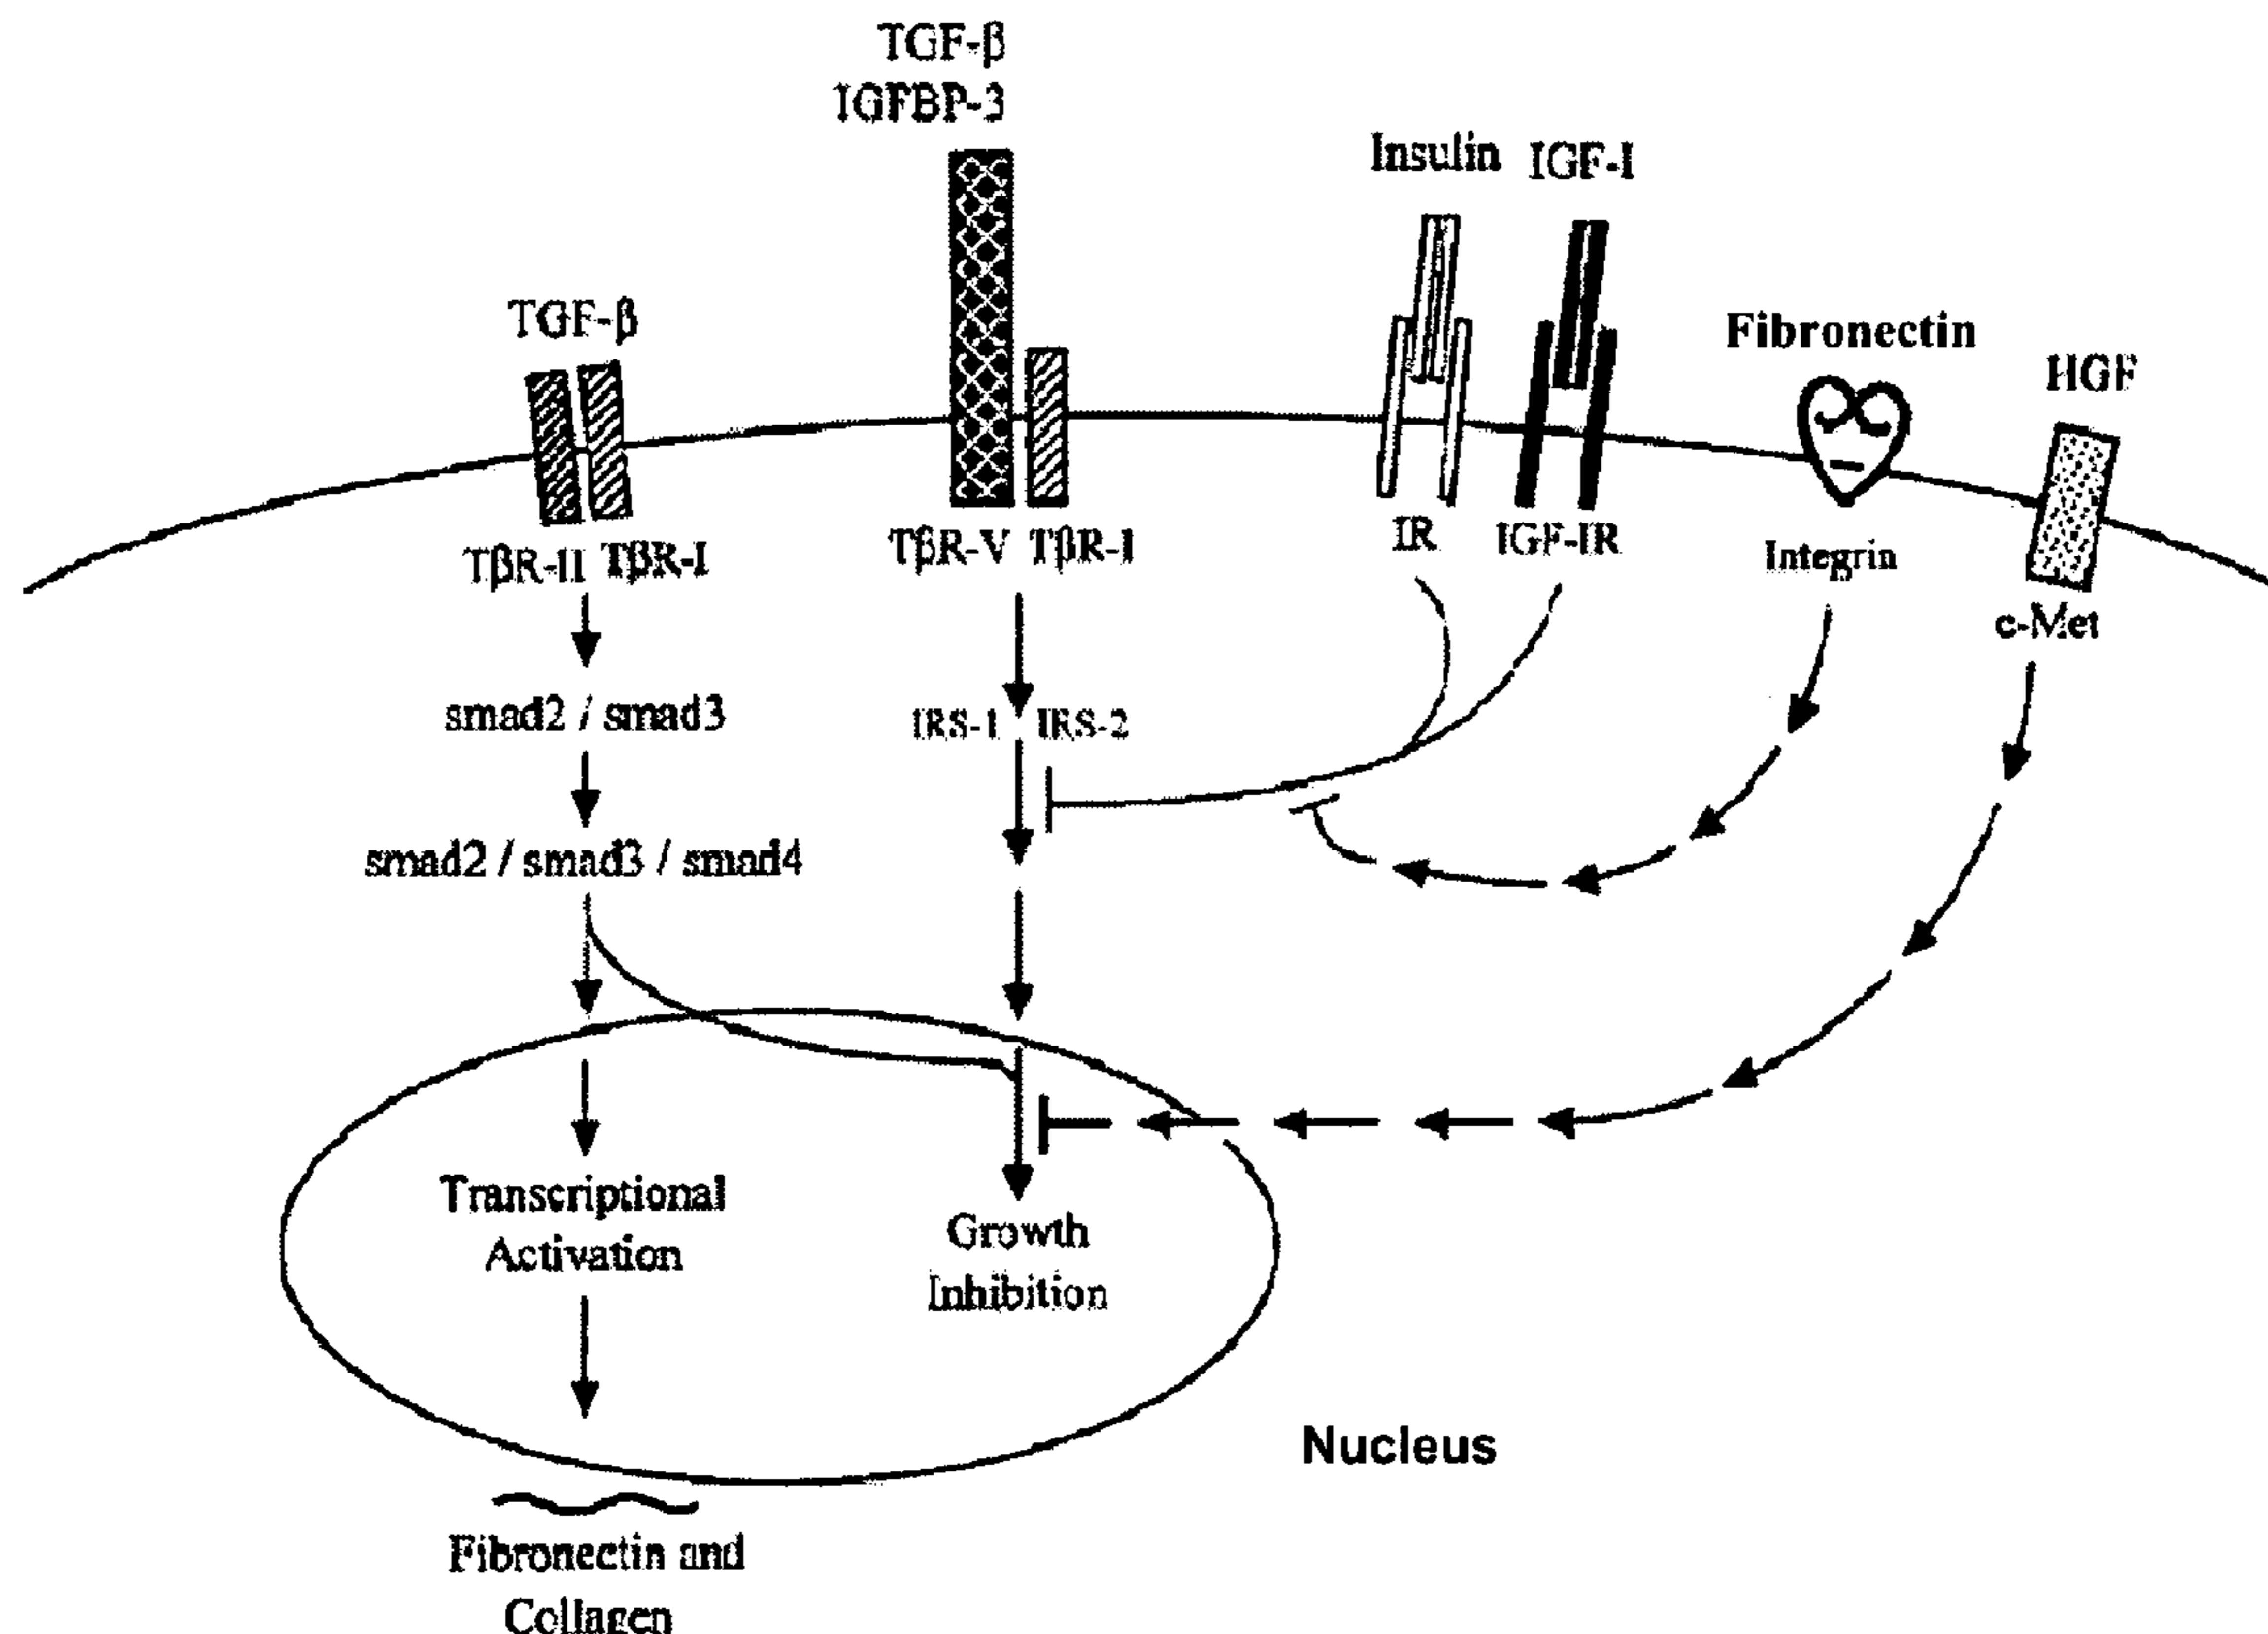 TGF-β
IGFBP-3
Insulin IGF-I
TGF-β
Fibronectin
HGF
TβR-II TβR-I
TβR-V TβR-I
IR
IGF-IR
Integrin
c-Met
smad2 / smad3
IRS-1 IRS-2
smad2 / smad3 / smad4
Transcriptional
Activation
Growth
Inhibition
Nucleus
Fibronectin and
Collagen